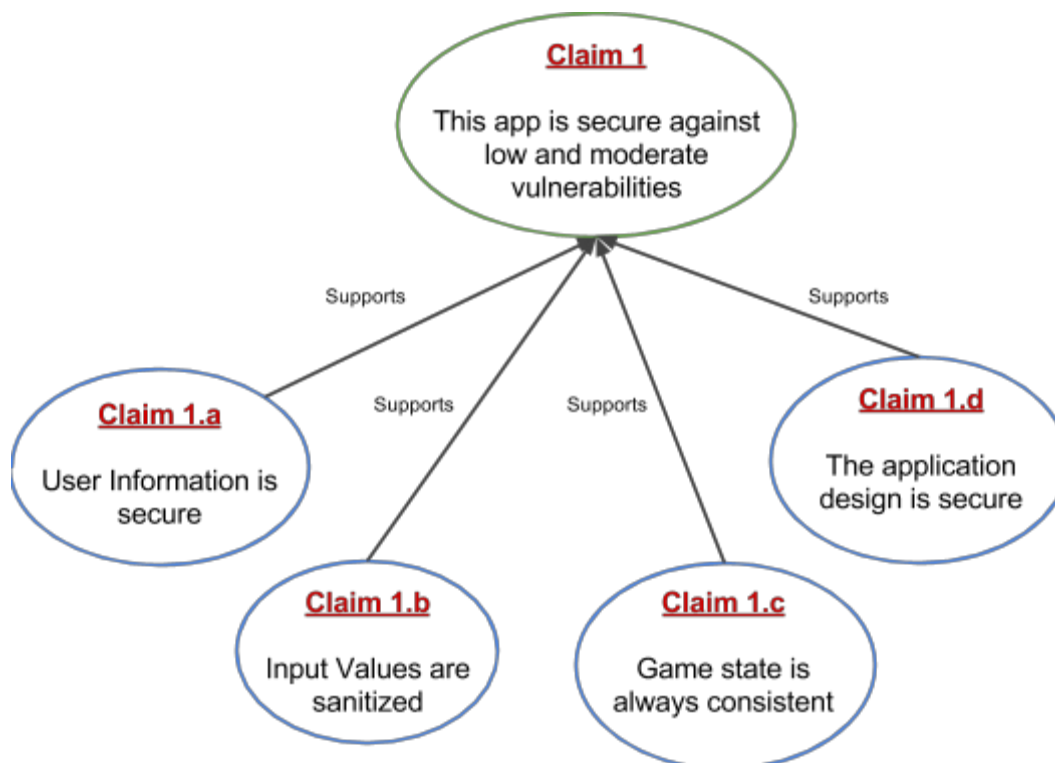 Claim 1
This app is secure against
low and moderate
vulnerabilities
Supports
Supports
Supports
Supports
Claim 1.a
User Information is
secure
Claim 1.d
The application
design is secure
Claim 1.b
Input Values are
sanitized
Claim 1.c
Game state is
always consistent